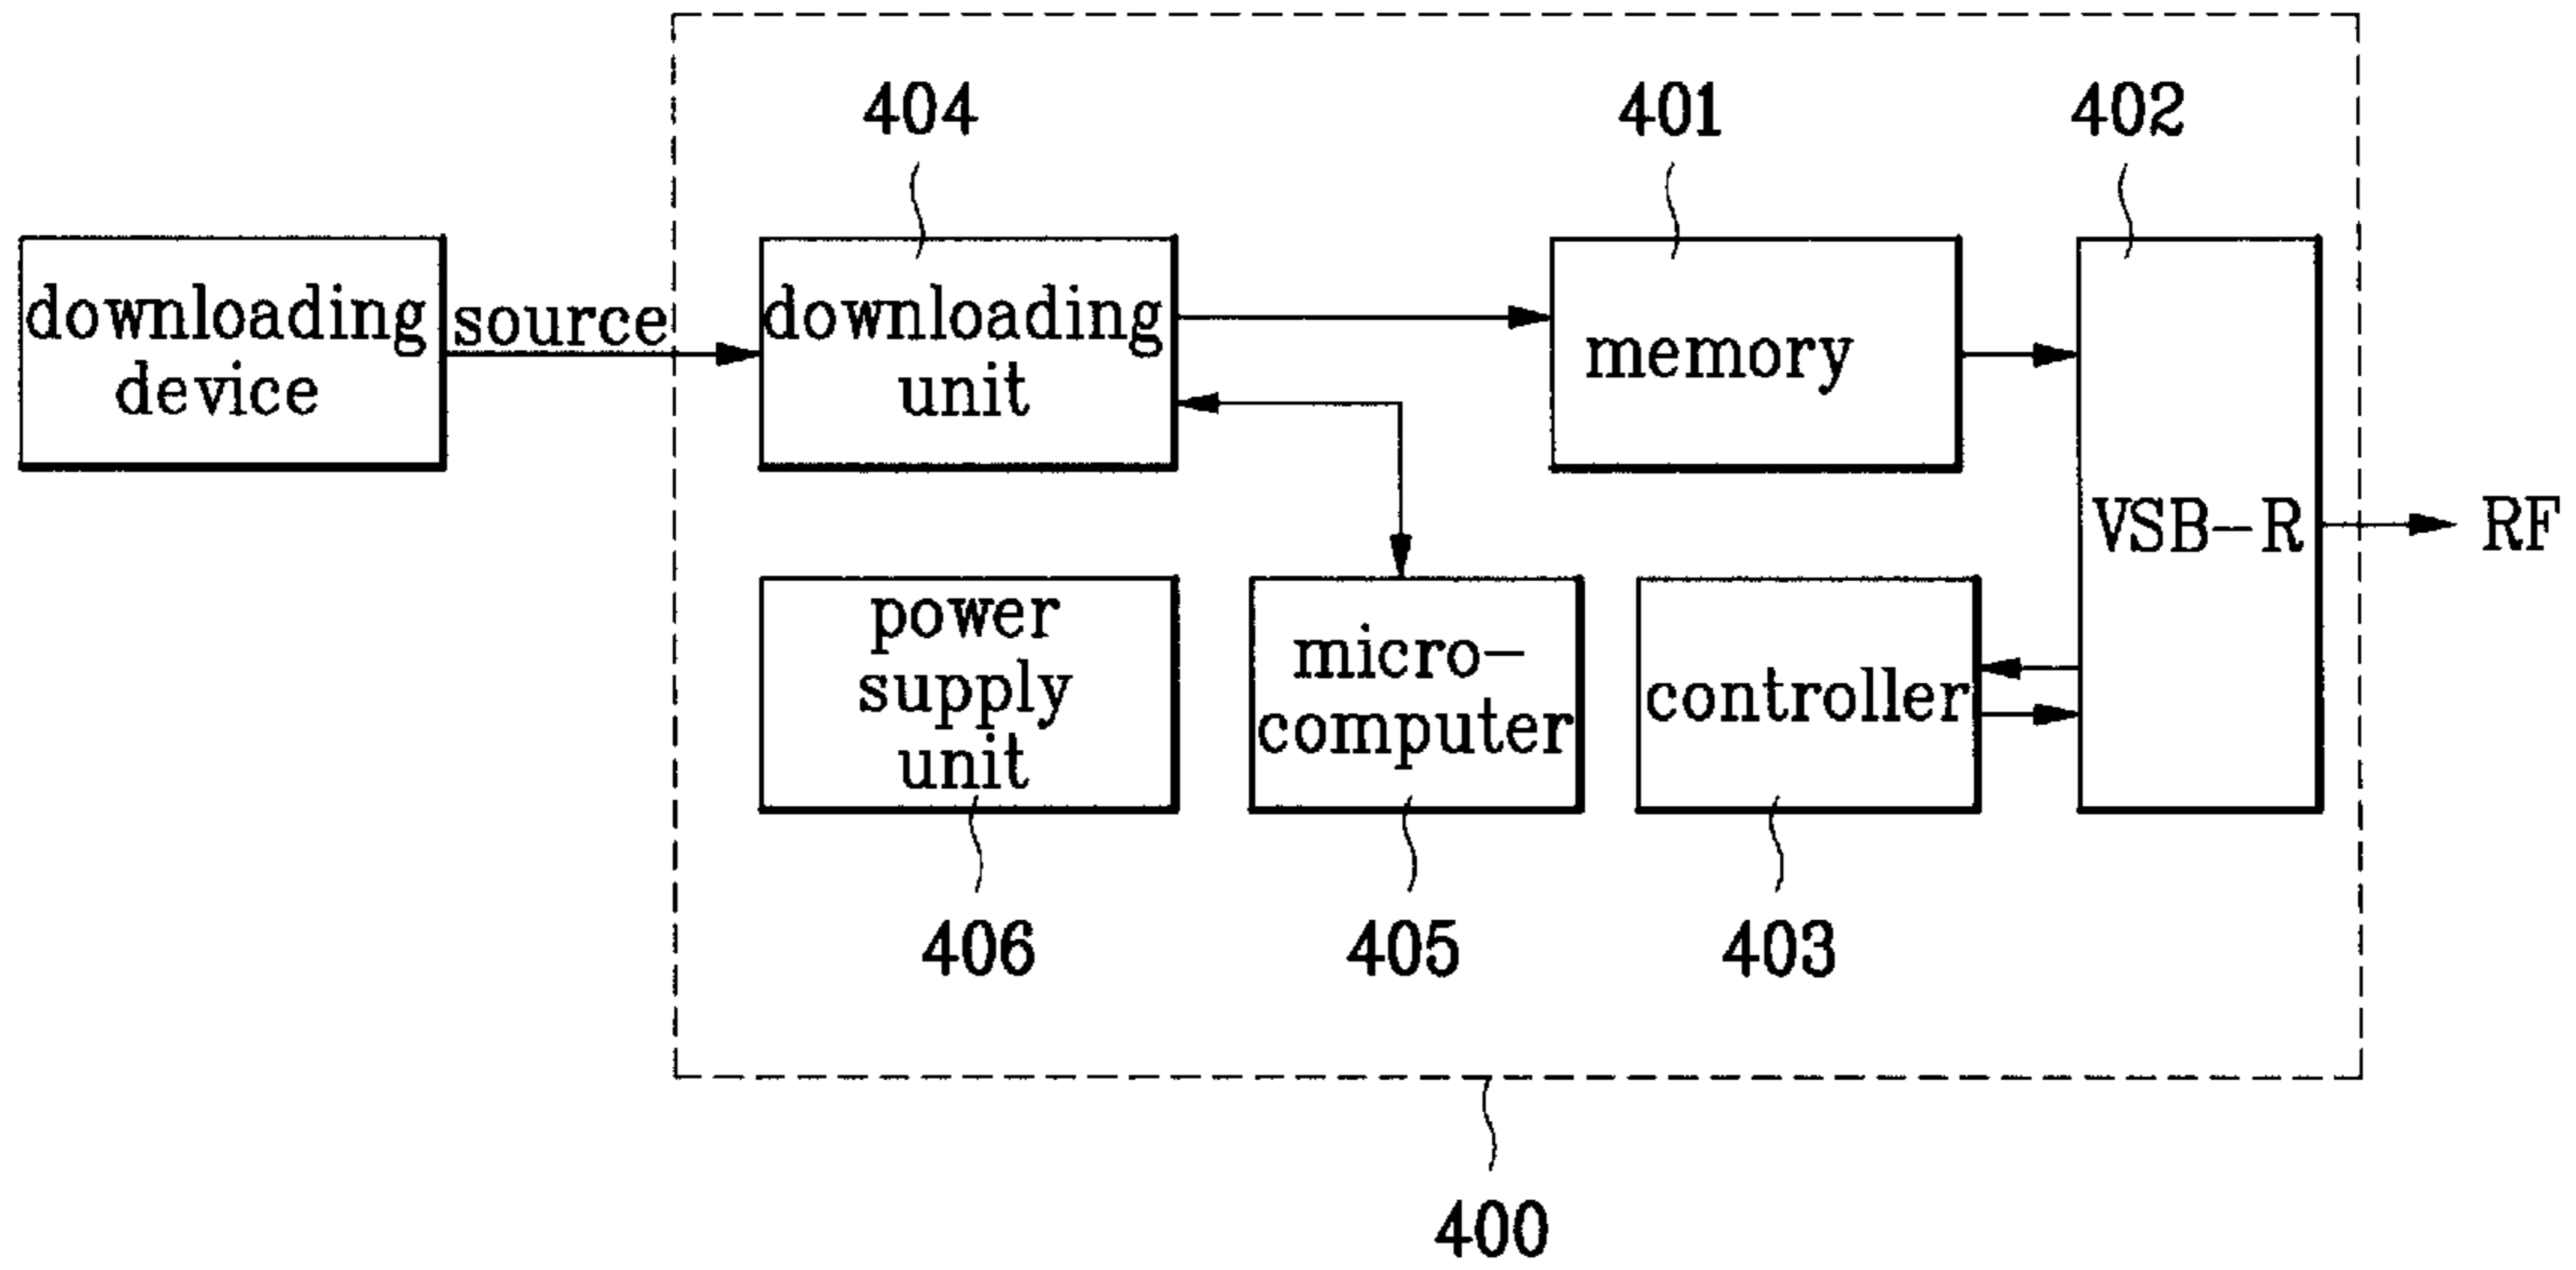 404
401
402
downloading
device
source
downloading
unit
memory
VSB-R
RF
power
supply
unit
micro-
computer
controller
406
405
403
400